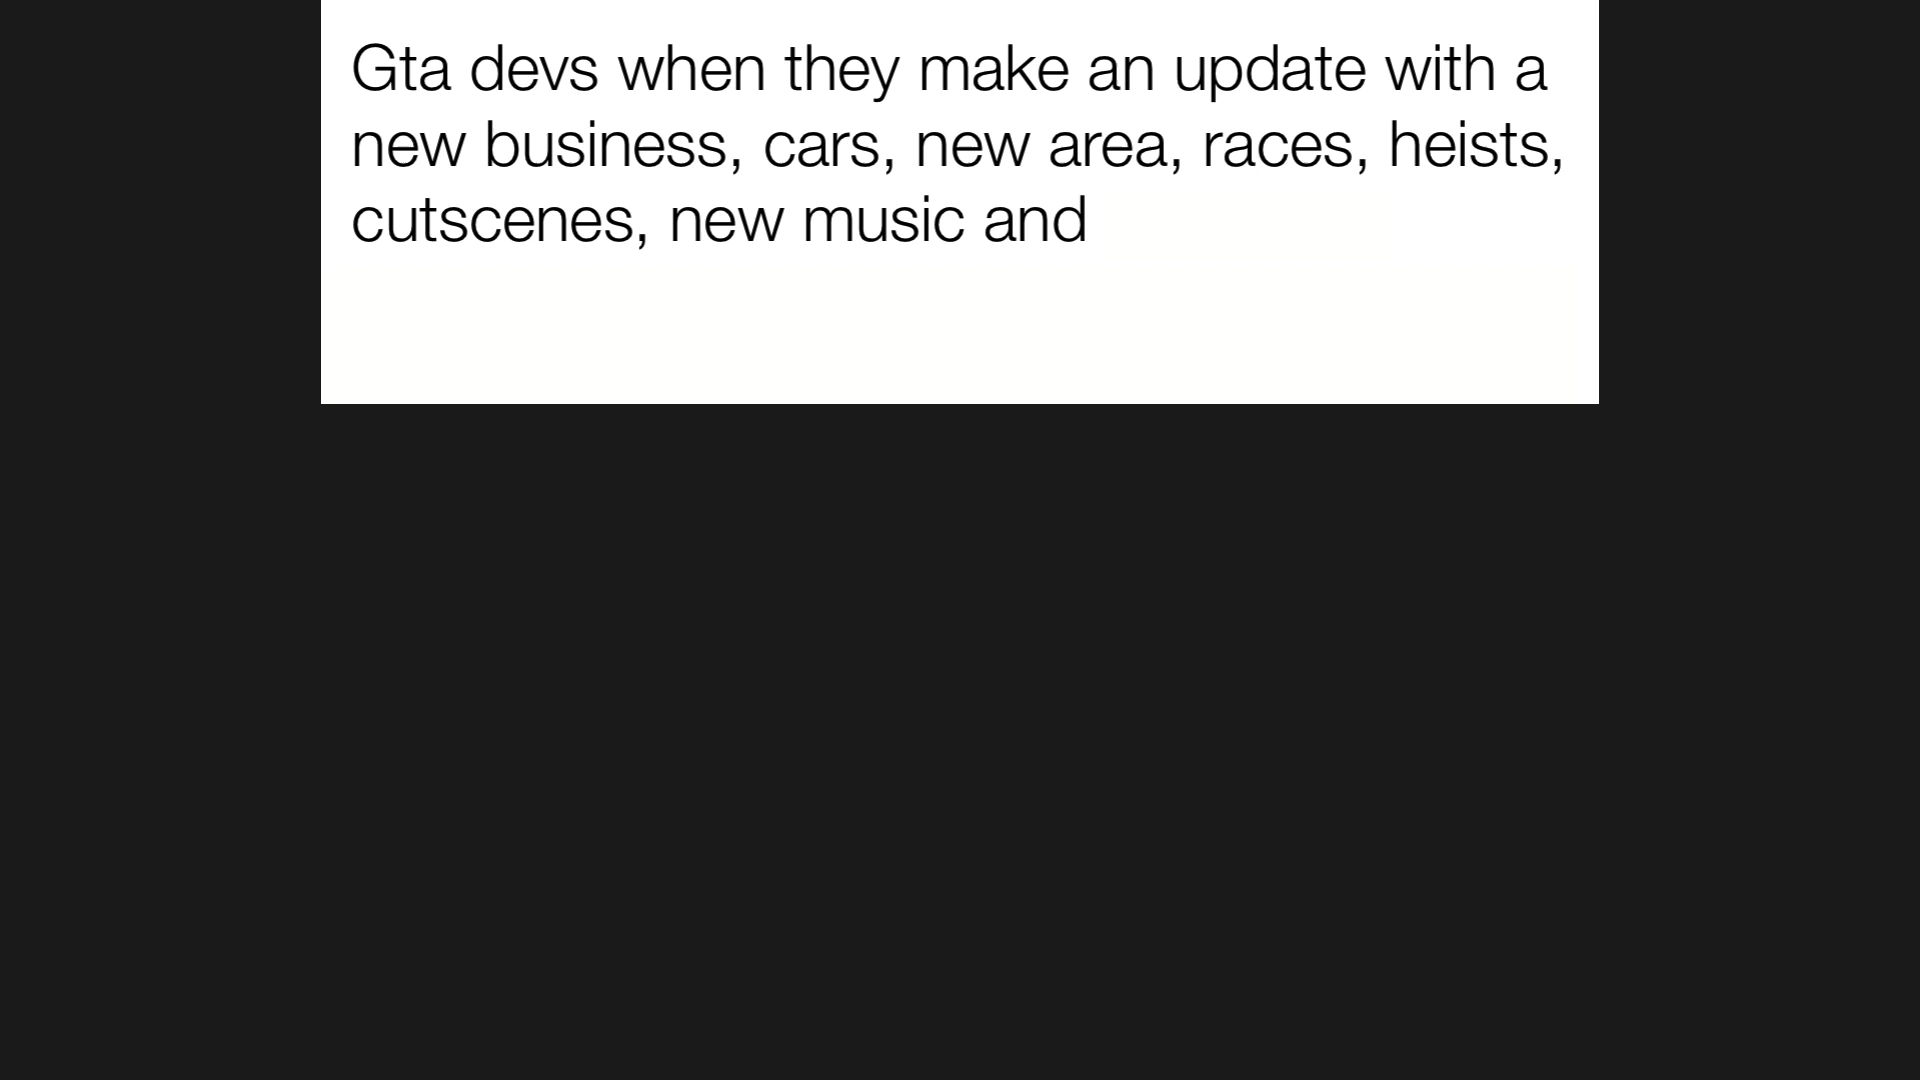 Gta devs when they make an update with a
new business, cars, new area, races, heists,
cutscenes, new music and